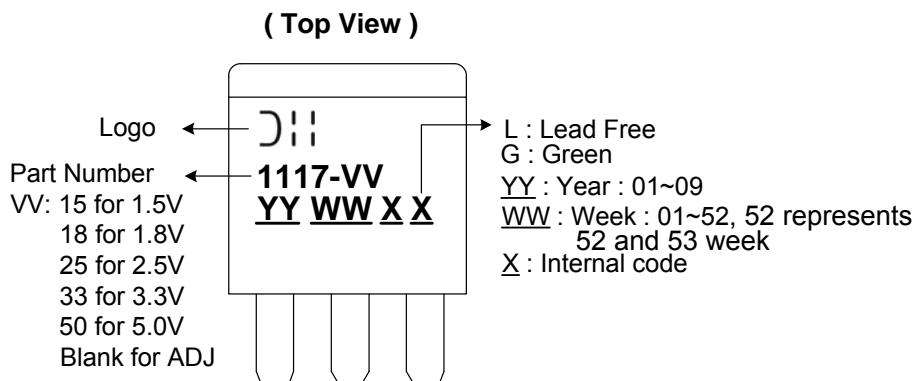 ( Top View )
Logo
Part Number
VV: 15 for 1.5V
18 for 1.8V
25 for 2.5V
33 for 3.3V
50 for 5.0V
Blank for ADJ
1117-VV
YY WW X X
L : Lead Free
G : Green
YY : Year : 01~09
WW : Week : 01~52, 52 represents
52 and 53 week
X : Internal code